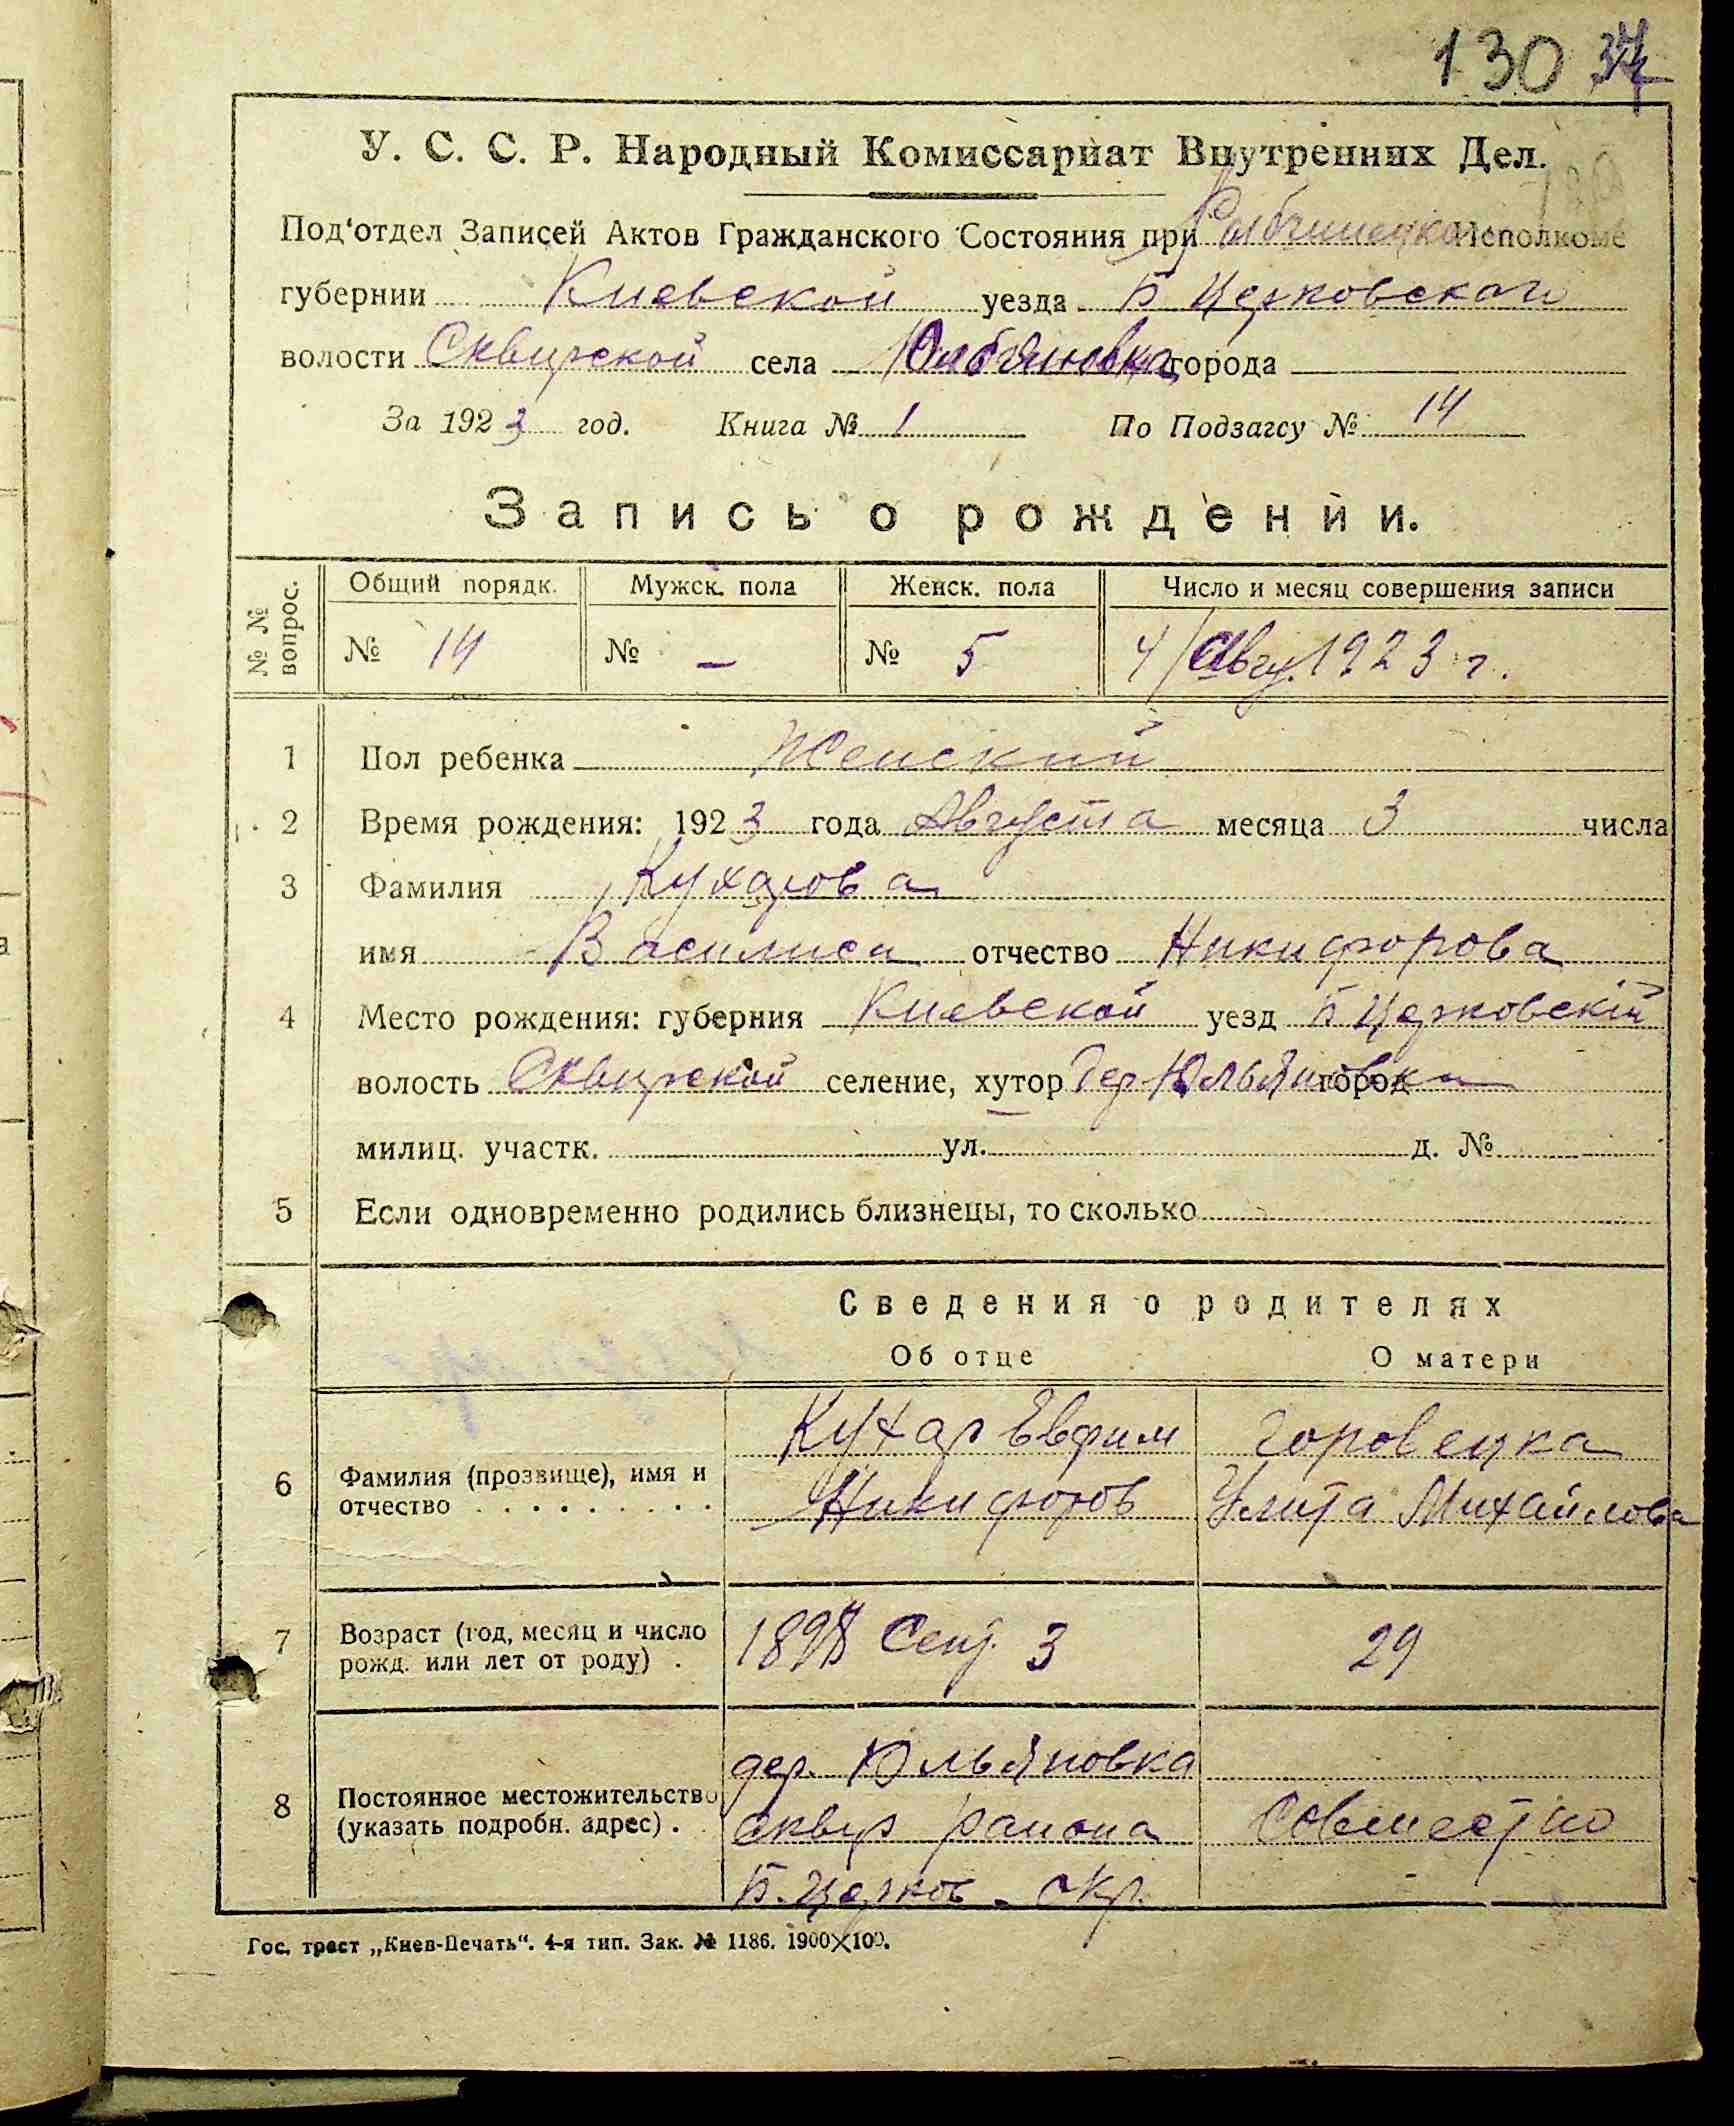 130 37
У. С. С. Р. Народный Комиссариат Внутренних Дел.
Под'отдел Записей Актов Гражданского Состояния при Исполкоме
губернии Киевской уезда Б Церковского
волости Сквирской села Юльяновка города
За 1923 год. Книга № 1 По Подзагсу № 14
Запись о рождении.
№ № вопрос. Общий порядк. Мужск. пола Женск. пола Число и месяц совершения записи
№ 14 № — № 5 4/Авгу. 1923 г.
1 Пол ребенка Женский
2 Время рождения: 1923 года Августа месяца 3 числа
3 Фамилия Кухарова
имя Василиса отчество Никифорова
4 Место рождения: губерния Киевской уезд Б Церковскій
волость Сквирской селение, хутор дер Юльяновка город
милиц. участк. ул. д. №
5 Если одновременно родились близнецы, то сколько
Сведения о родителях
Об отце О матери
Кухар Евфим Горовецка
6 Фамилия (прозвище), имя и отчество Никифоров Улита Михайлова
7 Возраст (год, месяц и число рожд. или лет от роду) . Сент. 3 29
дер. Юльяновка
8 Постоянное местожительство (указать подробн. адрес) . сквир района Совместно
Б. Церков. окр.
Гос. трест „Киев-Печать“. 4-я тип. Зак. № 1186. 1900×100.